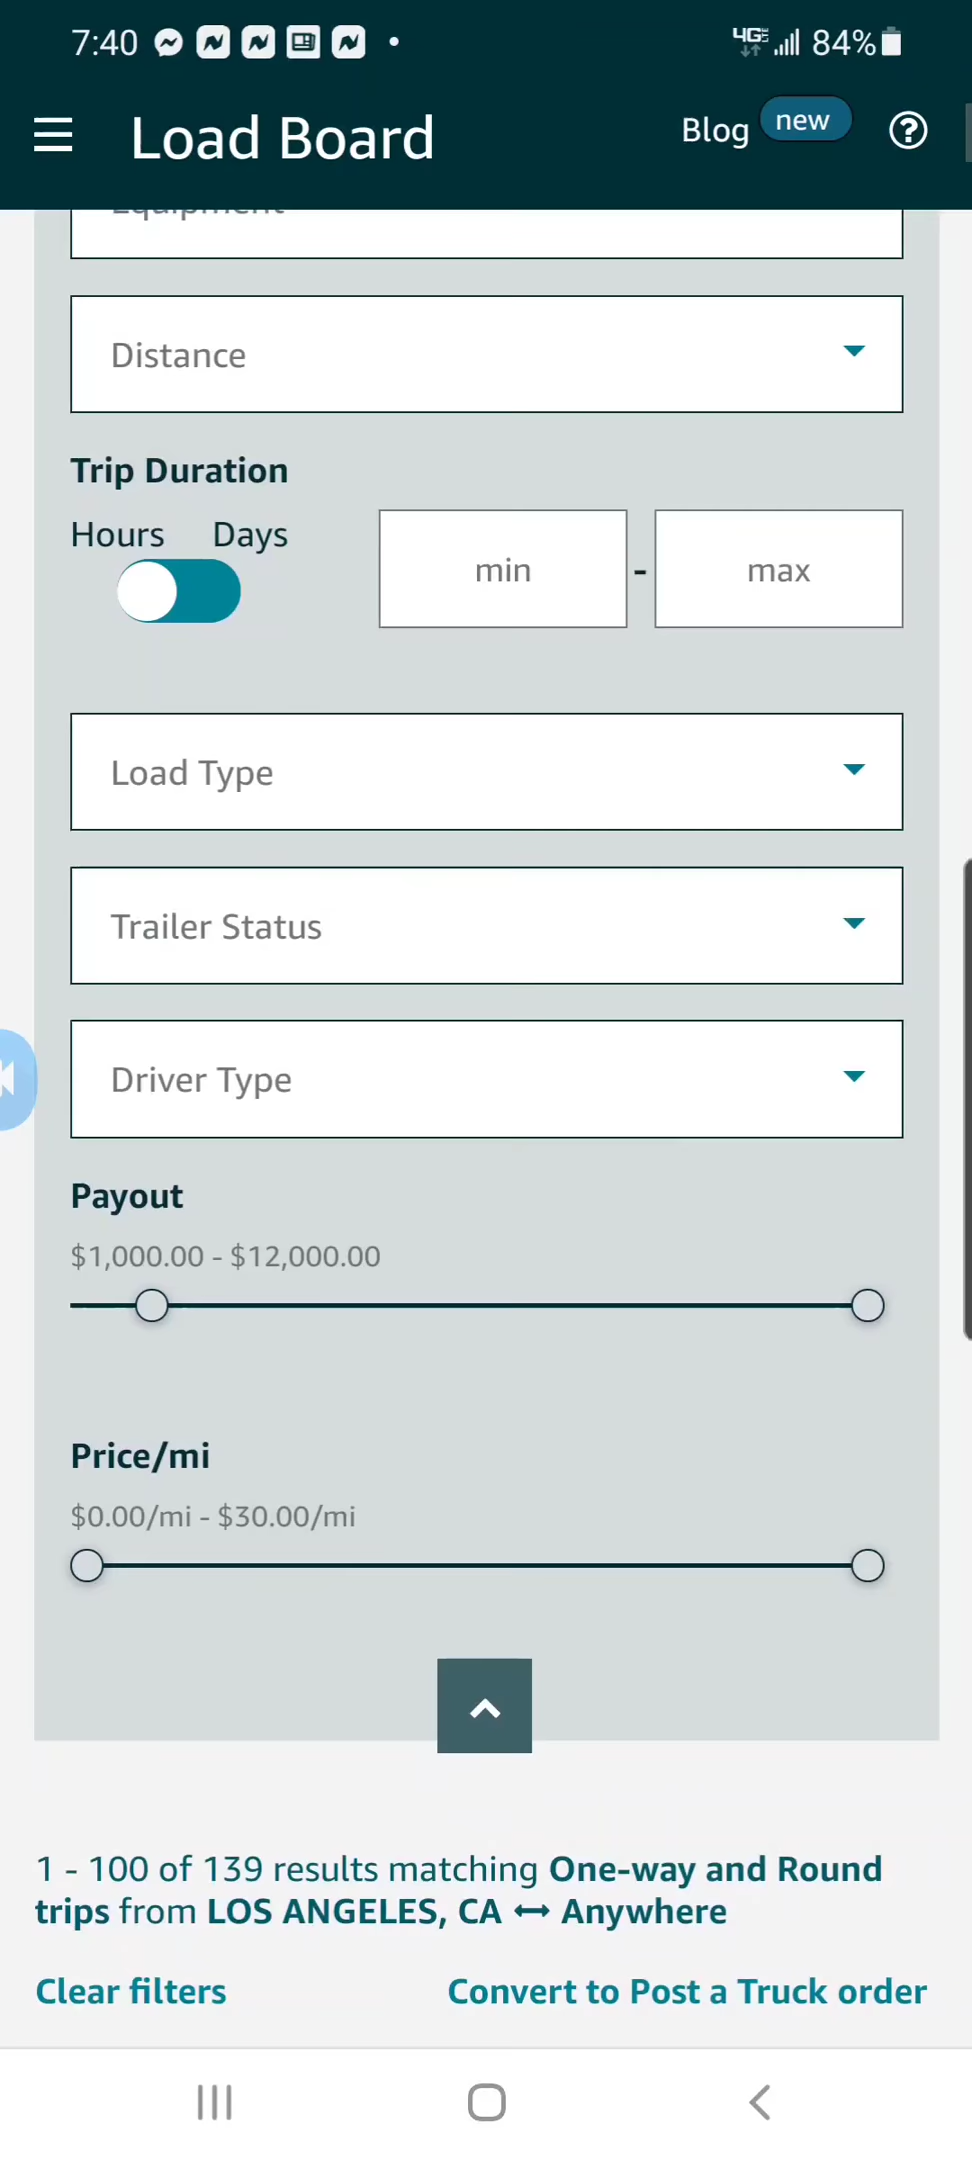 7:40 4G LTE 84%
Load Board Blog new ?
Equipment
Distance
Trip Duration
Hours Days min - max
Load Type
Trailer Status
Driver Type
Payout
$1,000.00 - $12,000.00
Price/mi
$0.00/mi - $30.00/mi
1 - 100 of 139 results matching One-way and Round
trips from LOS ANGELES, CA ↔ Anywhere
Clear filters Convert to Post a Truck order